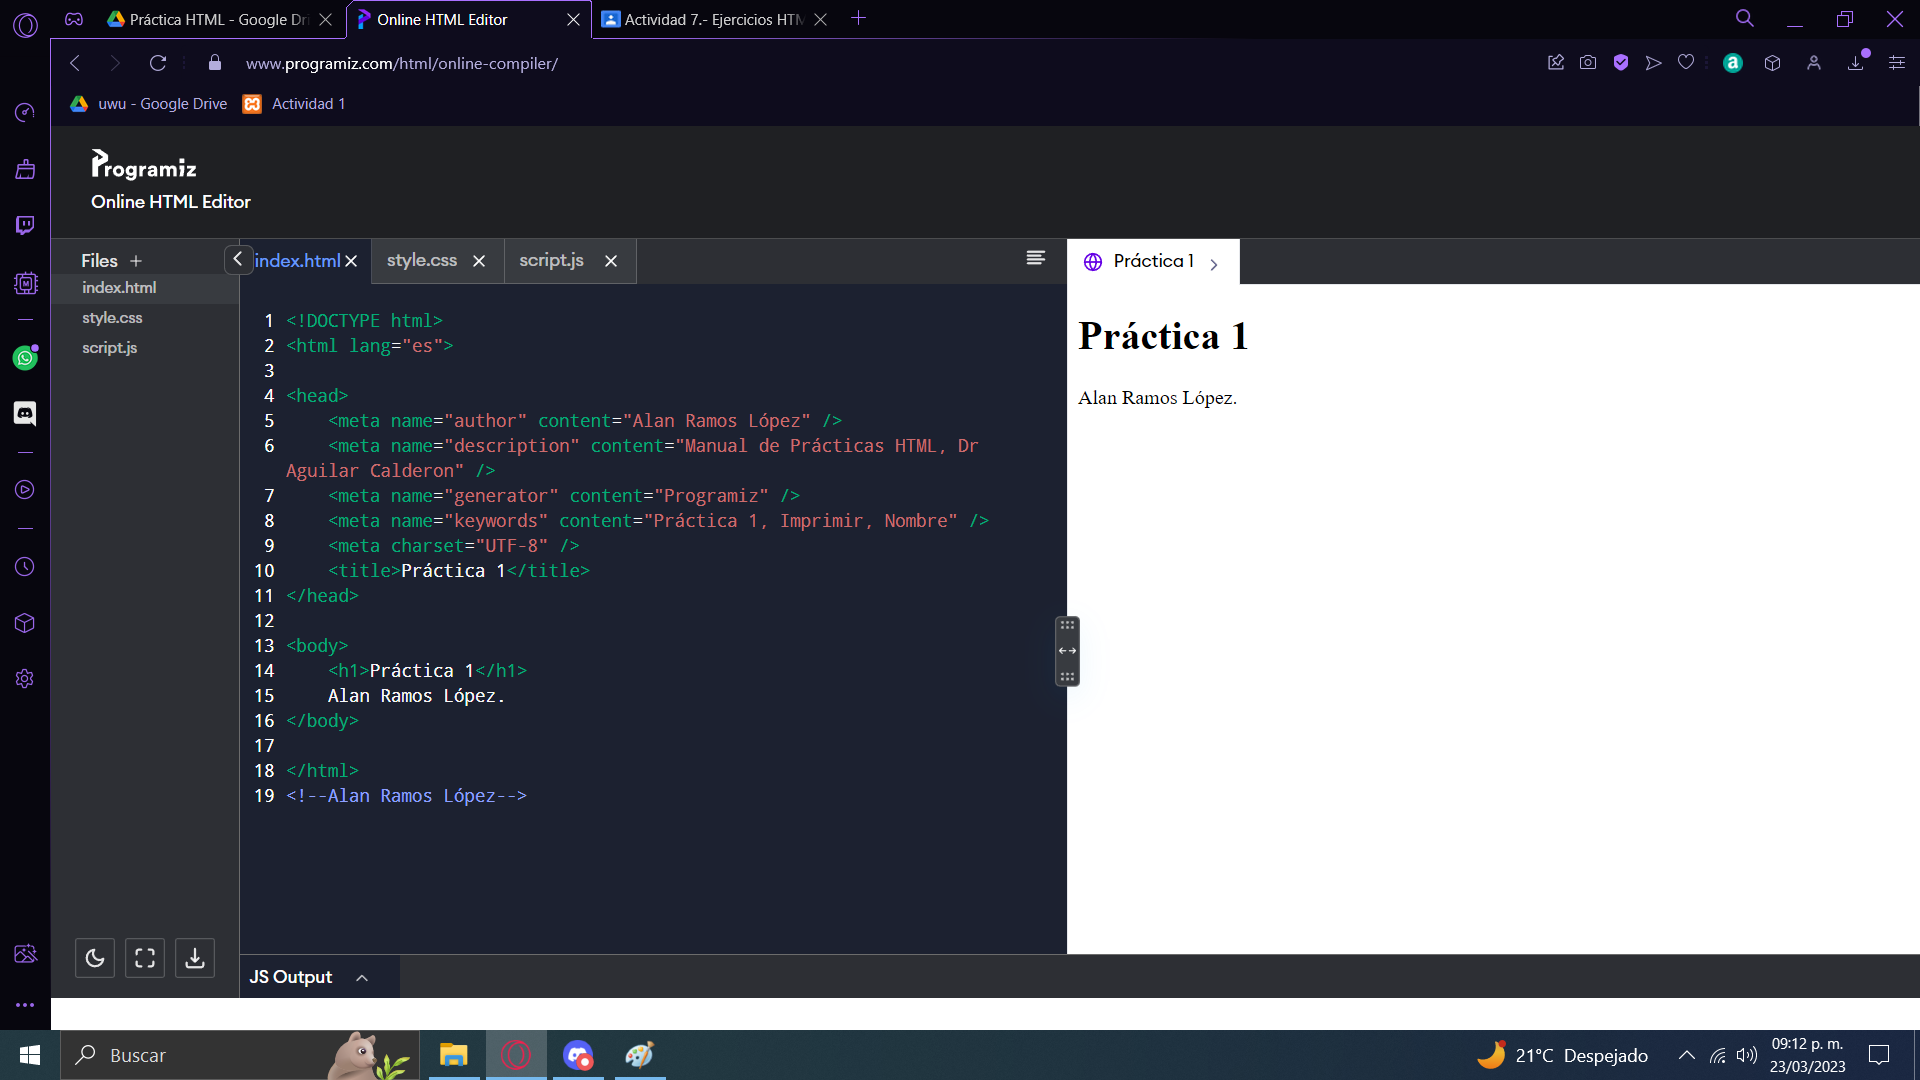 Práctica HTML - Google Dri
Online HTML Editor
Actividad 7.- Ejercicios HTM
www.programiz.com/html/online-compiler/
uwu - Google Drive
Actividad 1
Programiz
Online HTML Editor
Files +
index.html
style.css
script.js
index.html
style.css
script.js
Práctica 1
1 <!DOCTYPE html>
2 <html lang="es">
3
4 <head>
5 <meta name="author" content="Alan Ramos López" />
6 <meta name="description" content="Manual de Prácticas HTML, Dr
Aguilar Calderon" />
7 <meta name="generator" content="Programiz" />
8 <meta name="keywords" content="Práctica 1, Imprimir, Nombre" />
9 <meta charset="UTF-8" />
10 <title>Práctica 1</title>
11 </head>
12
13 <body>
14 <h1>Práctica 1</h1>
15 Alan Ramos López.
16 </body>
17
18 </html>
19 <!--Alan Ramos López-->
Práctica 1
Alan Ramos López.
JS Output
Buscar
21°C Despejado
09:12 p. m.
23/03/2023